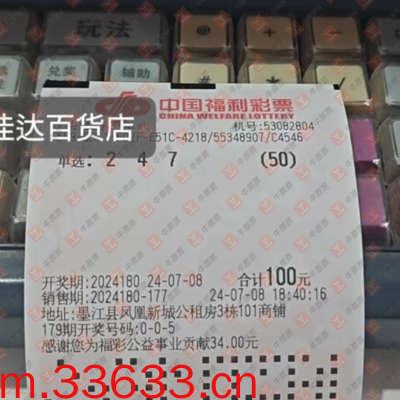 玩法
@
+
-
兑奖
辅助
#
*
中国福利彩票
CHINA WELFARE LOTTERY
佳达百货店
机号:53082804
651C-4218/55348907/C4546
单选: 2 4 7 (50)
开奖期:2024180 24-07-08 合计100元
销售期:2024180-177 24-07-08 18:40:16
地址:墨江县凤凰新城公租房3栋101商铺
179期开奖号码:0-0-5
感谢您为福彩公益事业贡献34.00元
m.33633.cn